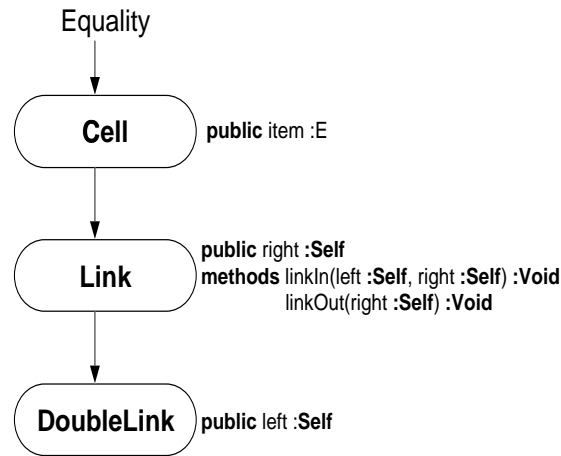 Equality
Cell
public item :E
public right :Self
Link
methods linkIn(left :Self, right :Self) :Void
linkOut(right :Self) :Void
DoubleLink
public left :Self